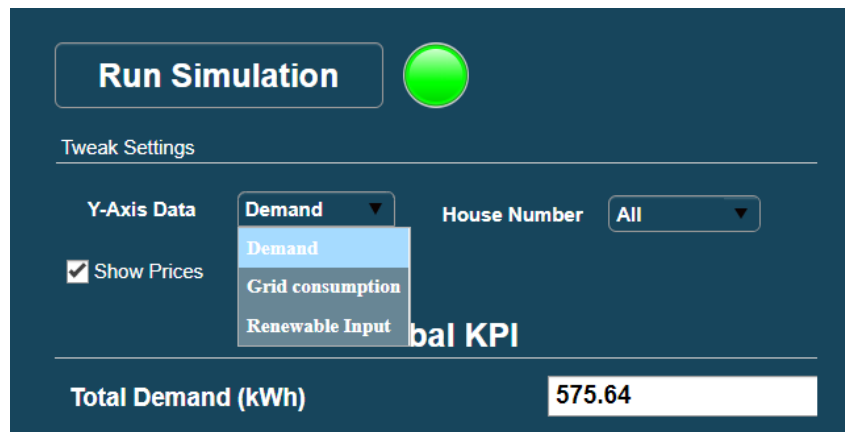 Run Simulation
Tweak Settings
Y-Axis Data Demand House Number All
Demand
Show Prices
Grid consumption
Renewable Input
bal KPI
Total Demand (kWh) 575.64